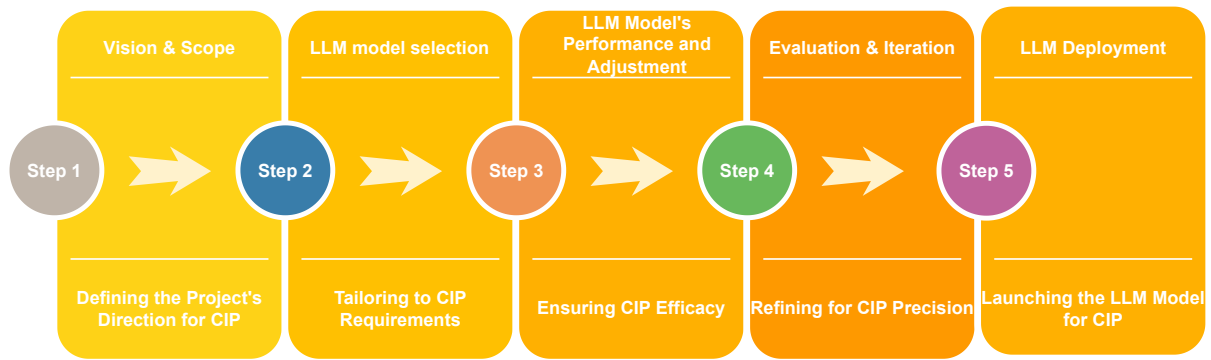 Vision & Scope
LLM model selection
LLM Model's
Performance and
Adjustment
Evaluation & Iteration
LLM Deployment
Step 1
Step 2
Step 3
Step 4
Step 5
Defining the Project's
Direction for CIP
Tailoring to CIP
Requirements
Ensuring CIP Efficacy
Refining for CIP Precision
Launching the LLM Model
for CIP